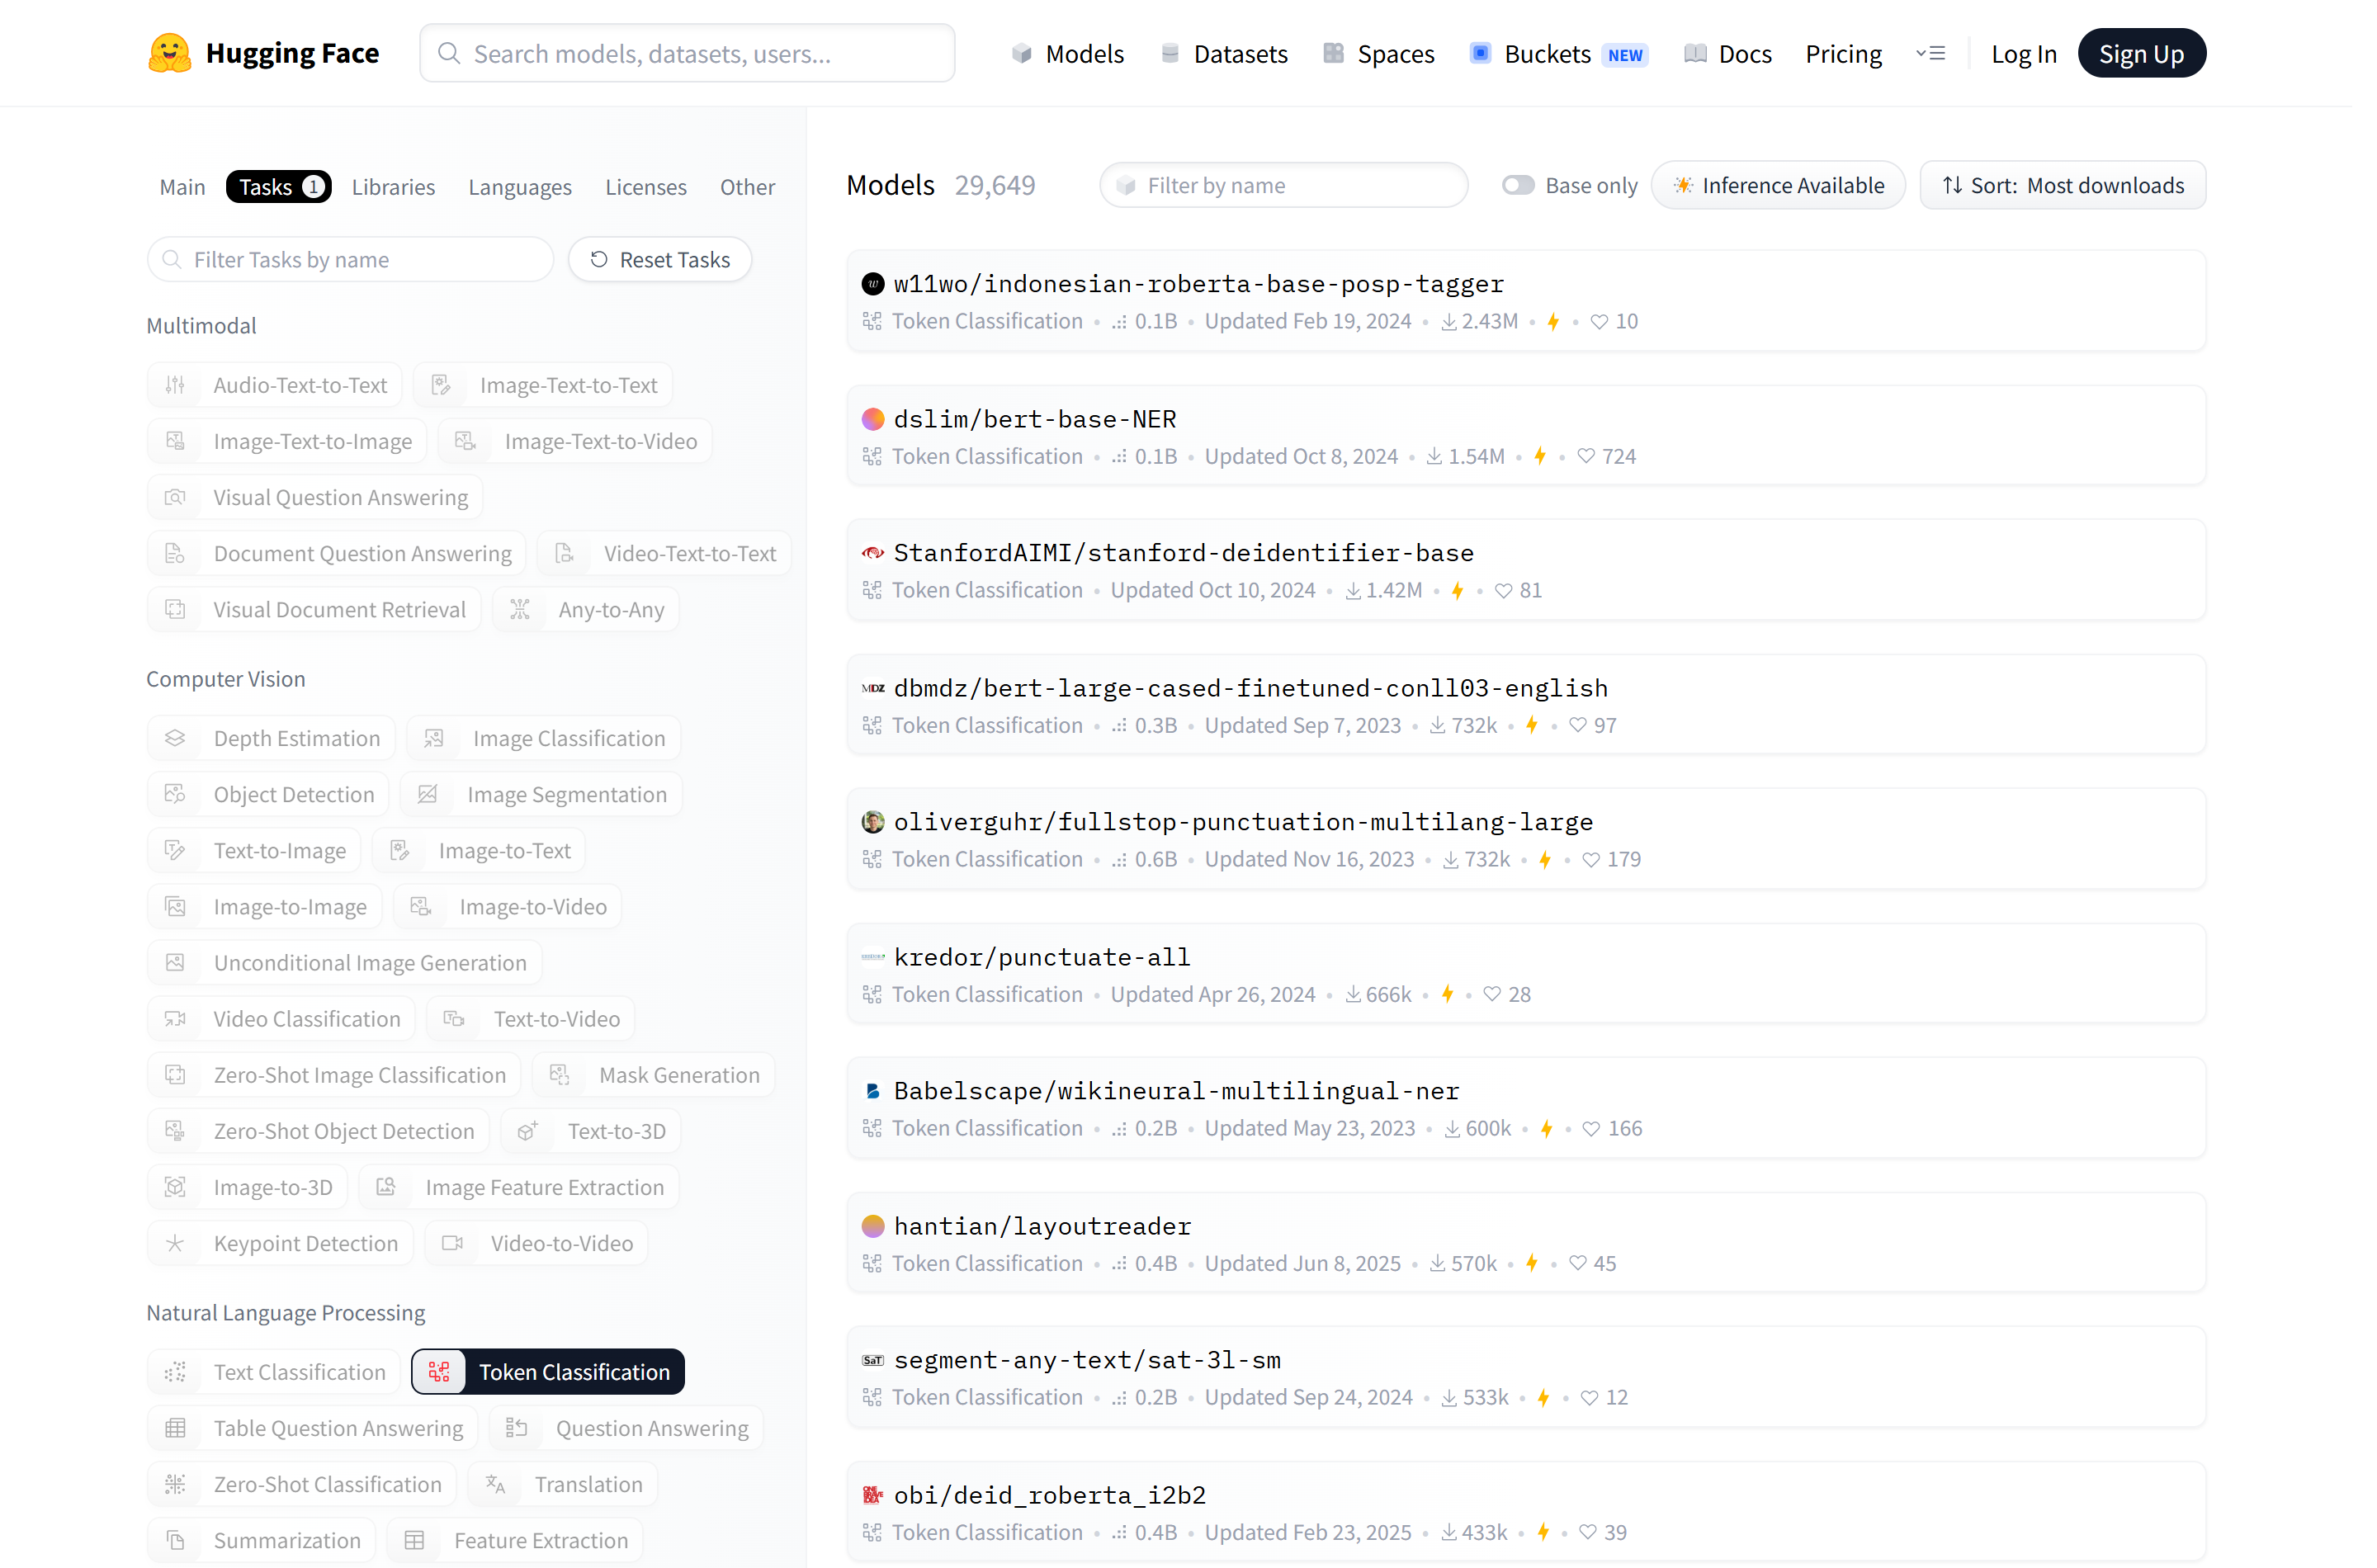 Hugging Face
Search models, datasets, users...
Models
Datasets
Spaces
Buckets NEW
Docs
Pricing
Log In
Sign Up
Main
Tasks 1
Libraries
Languages
Licenses
Other
Filter Tasks by name
Reset Tasks
Multimodal
Audio-Text-to-Text
Image-Text-to-Text
Image-Text-to-Image
Image-Text-to-Video
Visual Question Answering
Document Question Answering
Video-Text-to-Text
Visual Document Retrieval
Any-to-Any
Computer Vision
Depth Estimation
Image Classification
Object Detection
Image Segmentation
Text-to-Image
Image-to-Text
Image-to-Image
Image-to-Video
Unconditional Image Generation
Video Classification
Text-to-Video
Zero-Shot Image Classification
Mask Generation
Zero-Shot Object Detection
Text-to-3D
Image-to-3D
Image Feature Extraction
Keypoint Detection
Video-to-Video
Natural Language Processing
Text Classification
Token Classification
Table Question Answering
Question Answering
Zero-Shot Classification
Translation
Summarization
Feature Extraction
Models 29,649
Filter by name
Base only
Inference Available
Sort: Most downloads
w11wo/indonesian-roberta-base-posp-tagger
Token Classification • 0.1B • Updated Feb 19, 2024 • 2.43M • • 10
dslim/bert-base-NER
Token Classification • 0.1B • Updated Oct 8, 2024 • 1.54M • • 724
StanfordAIMI/stanford-deidentifier-base
Token Classification • Updated Oct 10, 2024 • 1.42M • • 81
MDZ dbmdz/bert-large-cased-finetuned-conll03-english
Token Classification • 0.3B • Updated Sep 7, 2023 • 732k • • 97
oliverguhr/fullstop-punctuation-multilang-large
Token Classification • 0.6B • Updated Nov 16, 2023 • 732k • • 179
kredor/punctuate-all
Token Classification • Updated Apr 26, 2024 • 666k • • 28
Babelscape/wikineural-multilingual-ner
Token Classification • 0.2B • Updated May 23, 2023 • 600k • • 166
hantian/layoutreader
Token Classification • 0.4B • Updated Jun 8, 2025 • 570k • • 45
SaT segment-any-text/sat-3l-sm
Token Classification • 0.2B • Updated Sep 24, 2024 • 533k • • 12
obi/deid_roberta_i2b2
Token Classification • 0.4B • Updated Feb 23, 2025 • 433k • • 39